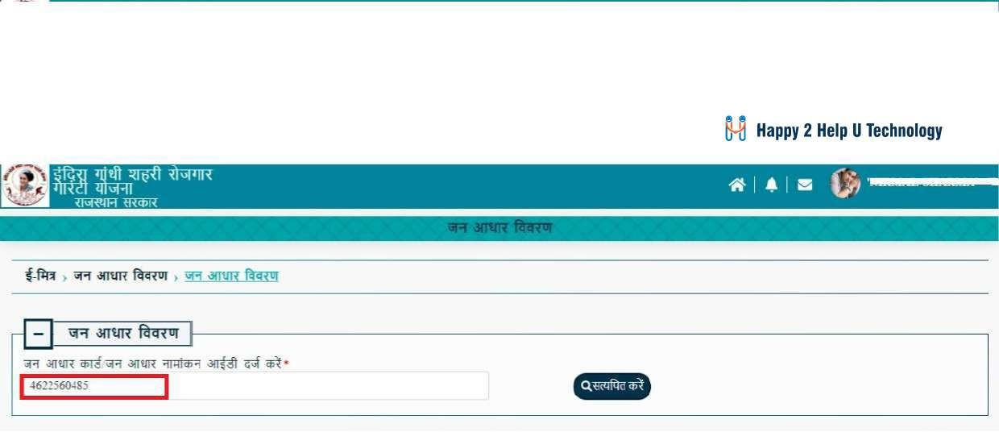 Happy 2 Help U Technology
इंदिरा गांधी शहरी रोजगार
गारंटी योजना
राजस्थान सरकार
जन आधार विवरण
ई-मित्र › जन आधार विवरण › जन आधार विवरण
− जन आधार विवरण
जन आधार कार्ड/जन आधार नामांकन आईडी दर्ज करें*
4622560485
सत्यपित करें